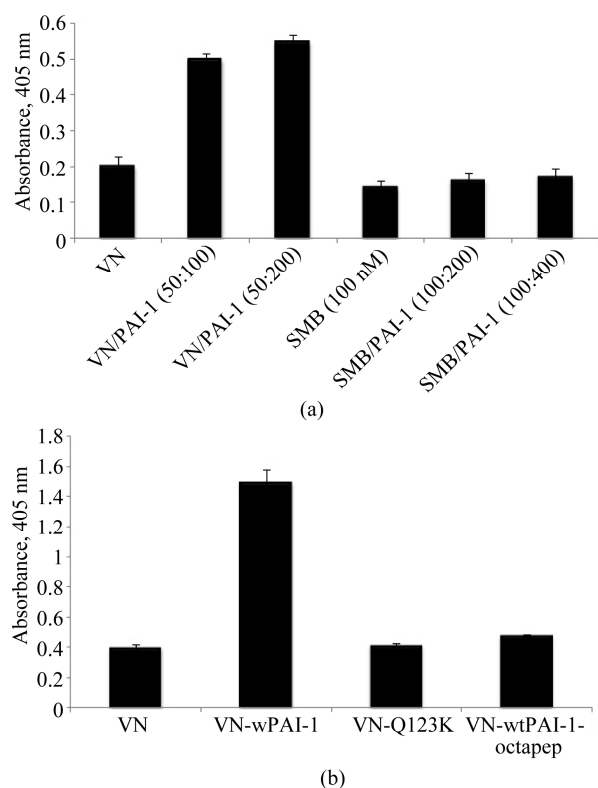 0.6
0.5
0.4
0.3
0.2
0.1
0
Absorbance, 405 nm
VN
VN/PAI-1 (50:100)
VN/PAI-1 (50:200)
SMB (100 nM)
SMB/PAI-1 (100:200)
SMB/PAI-1 (100:400)
(a)
1.8
1.6
1.4
1.2
1
0.8
0.6
0.4
0.2
0
Absorbance, 405 nm
VN
VN-wPAI-1
VN-Q123K
VN-wtPAI-1-
octapep
(b)